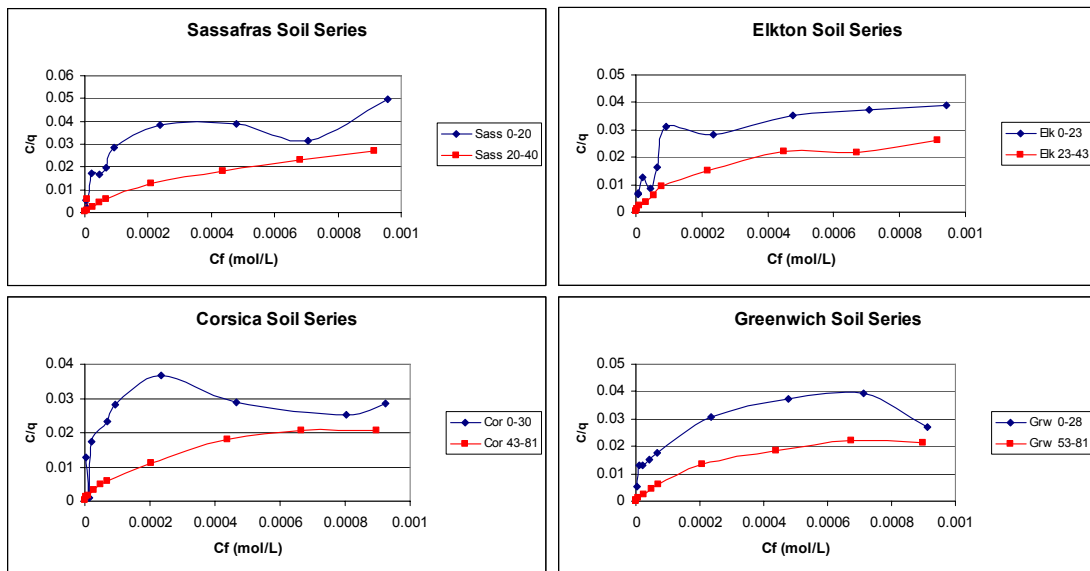 Sassafras Soil Series
0.06
0.05
0.04
0.03
0.02
0.01
0
C/q
0 0.0002 0.0004 0.0006 0.0008 0.001
Cf (mol/L)
Sass 0-20
Sass 20-40
Elkton Soil Series
0.05
0.04
0.03
0.02
0.01
0
C/q
0 0.0002 0.0004 0.0006 0.0008 0.001
Cf (mol/L)
Elk 0-23
Elk 23-43
Corsica Soil Series
0.04
0.03
0.02
0.01
0
C/q
0 0.0002 0.0004 0.0006 0.0008 0.001
Cf (mol/L)
Cor 0-30
Cor 43-81
Greenwich Soil Series
0.05
0.04
0.03
0.02
0.01
0
C/q
0 0.0002 0.0004 0.0006 0.0008 0.001
Cf (mol/L)
Grw 0-28
Grw 53-81